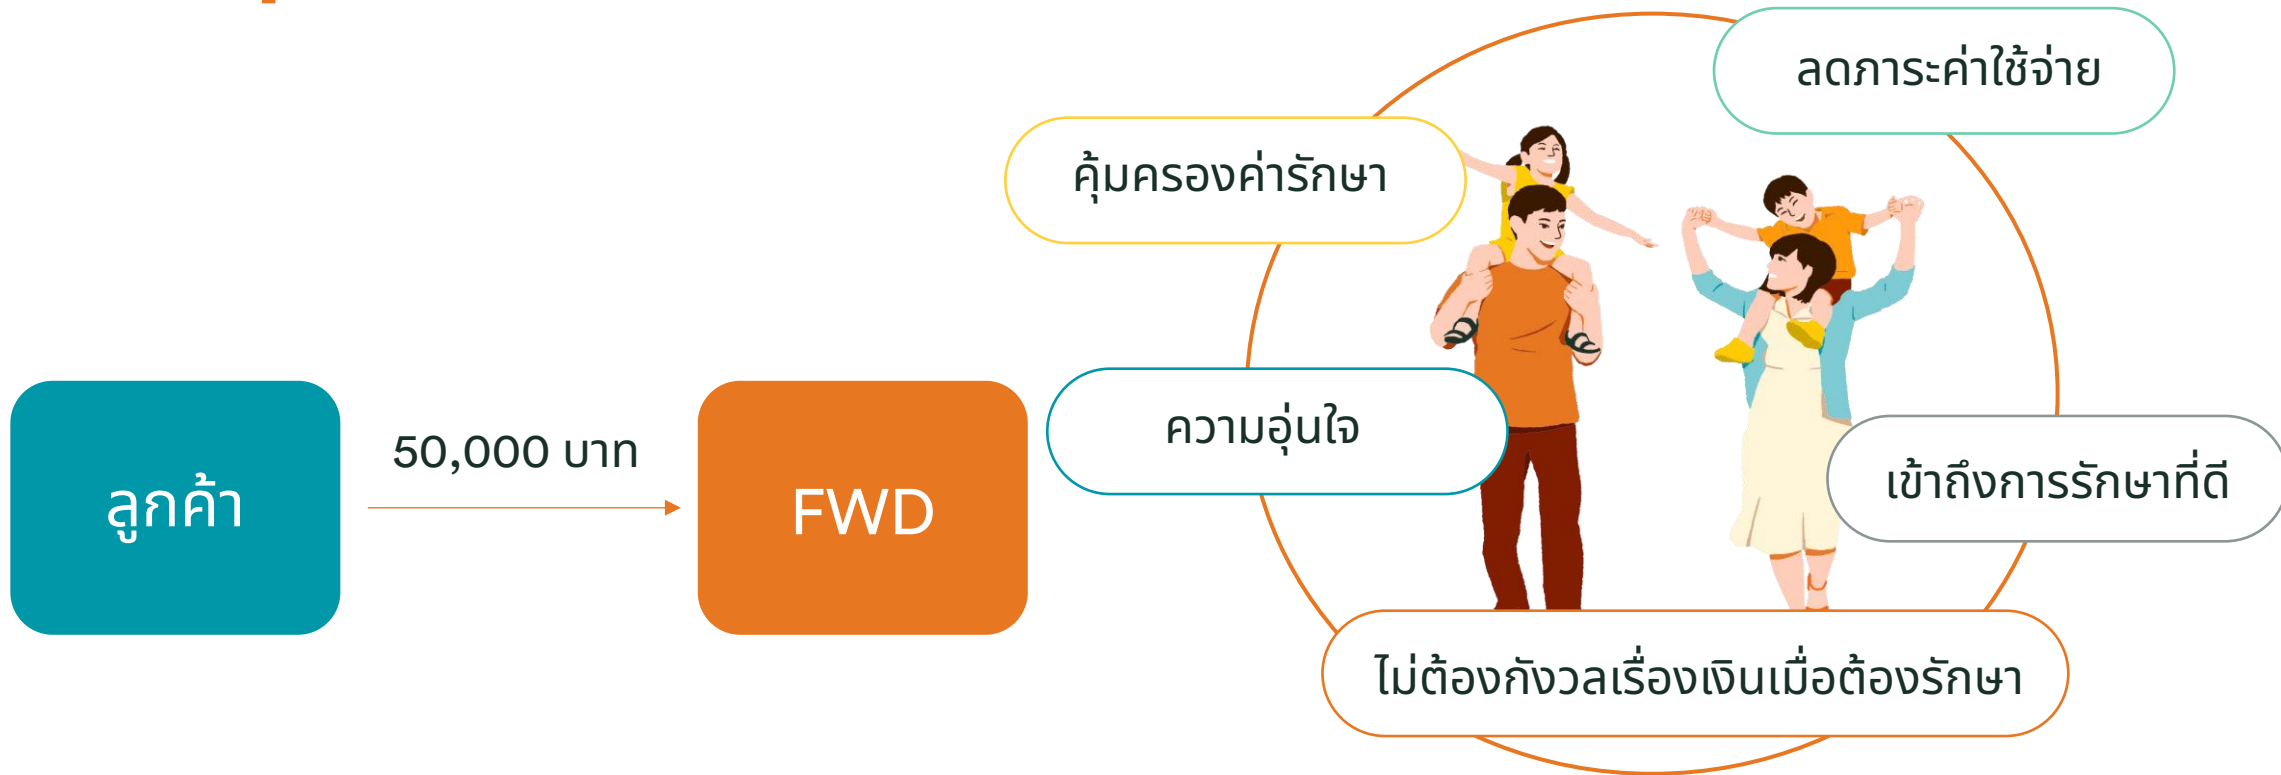 ลดภาระค่าใช้จ่าย
คุ้มครองค่ารักษา
ความอุ่นใจ
50,000 บาท
ลูกค้า
FWD
เข้าถึงการรักษาที่ดี
ไม่ต้องกังวลเรื่องเงินเมื่อต้องรักษา